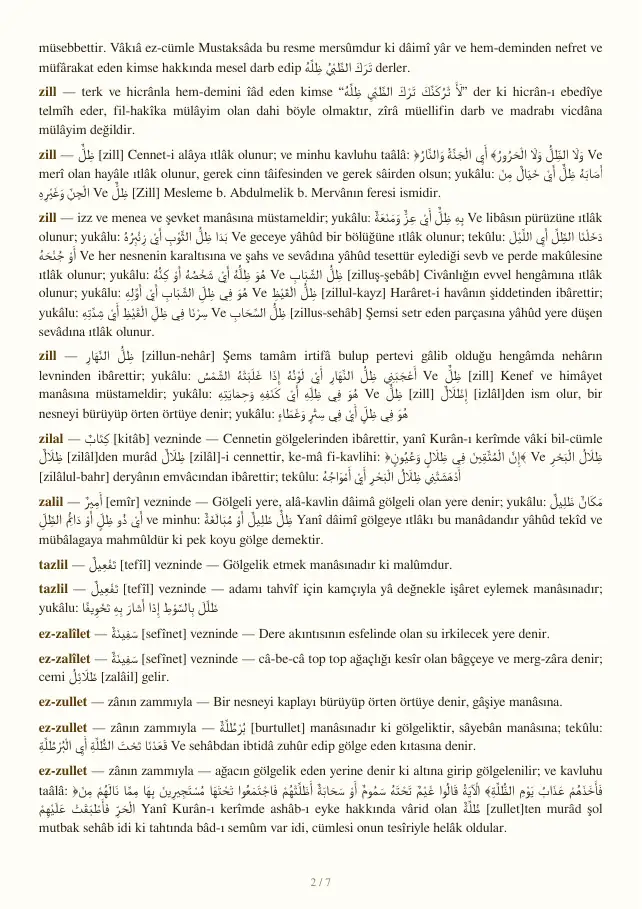 müsebbettir. Vâkıâ ez-cümle Mustaksâda bu resme mersûmdur ki dâimî yâr ve hem-deminden nefret ve
müfârakat eden kimse hakkında mesel darb edip تَرَكَ الظَّبْيُ ظِلَّهُ derler.
zill — terk ve hicrânla hem-demini îâd eden kimse “لَأَتْرُكَنَّكَ تَرْكَ الظَّبْيِ ظِلَّهُ” der ki hicrân-ı ebedîye
telmîh eder, fil-hakîka mülâyim olan dahi böyle olmaktır, zîrâ müellifin darb ve madrabı vicdâna
mülâyim değildir.
zill — ظِلٌّ [zill] Cennet-i alâya ıtlâk olunur; ve minhu kavluhu taâlâ: ﴿وَلَا الظِّلُّ وَلَا الْحَرُورُ﴾ أَيِ الْجَنَّةُ وَالنَّارُ Ve
merî olan hayâle ıtlâk olunur, gerek cinn tâifesinden ve gerek sâirden olsun; yukâlu: أَصَابَهُ ظِلٌّ أَيْ خَيَالٌ مِنَ
الْجِنِّ وَغَيْرِهِ Ve ظِلٌّ [Zill] Mesleme b. Abdulmelik b. Mervânın feresi ismidir.
zill — izz ve menea ve şevket manâsına müstameldir; yukâlu: بِهِ ظِلٌّ أَيْ عِزٌّ وَمَنَعَةٌ Ve libâsın pürüzüne ıtlâk
olunur; yukâlu: بَدَا ظِلُّ الثَّوْبِ أَيْ زِئْبِرُهُ Ve geceye yâhûd bir bölüğüne ıtlâk olunur; tekûlu: دَخَلْنَا الظِّلَّ أَيِ اللَّيْلَ
أَوْ جُنْحَهُ Ve her nesnenin karaltısına ve şahs ve sevâdına yâhûd tesettür eylediği sevb ve perde makûlesine
ıtlâk olunur; yukâlu: هُوَ ظِلُّهُ أَيْ شَخْصُهُ أَوْ كِنُّهُ Ve ظِلُّ الشَّبَابِ [zilluş-şebâb] Civânlığın evvel hengâmına ıtlâk
olunur; yukâlu: هُوَ فِي ظِلِّ الشَّبَابِ أَيْ أَوَّلِهِ Ve ظِلُّ الْقَيْظِ [zillul-kayz] Harâret-i havânın şiddetinden ibârettir;
yukâlu: سِرْنَا فِي ظِلِّ الْقَيْظِ أَيْ شِدَّتِهِ Ve ظِلُّ السَّحَابِ [zillus-sehâb] Şemsi setr eden parçasına yâhûd yere düşen
sevâdına ıtlâk olunur.
zill — ظِلُّ النَّهَارِ [zillun-nehâr] Şems tamâm irtifâ bulup pertevi gâlib olduğu hengâmda nehârın
levninden ibârettir; yukâlu: أَعْجَبَنِي ظِلُّ النَّهَارِ أَيْ لَوْنُهُ إِذَا غَلَبَتْهُ الشَّمْسُ Ve ظِلٌّ [zill] Kenef ve himâyet
manâsına müstameldir; yukâlu: هُوَ فِي ظِلِّهِ أَيْ كَنَفِهِ وَحِمَايَتِهِ Ve ظِلٌّ [zill] إِظْلَالٌ [izlâl]den ism olur, bir
nesneyi bürüyüp örten örtüye denir; yukâlu: هُوَ فِي ظِلٍّ أَيْ فِي سِتْرٍ وَغَطَاءٍ
zilal — كِتَابٌ [kitâb] vezninde — Cennetin gölgelerinden ibârettir, yanî Kurân-ı kerîmde vâki bil-cümle
ظِلَالٌ [zilâl]den murâd ظِلَالٌ [zilâl]-i cennettir, ke-mâ fi-kavlihi: ﴿إِنَّ الْمُتَّقِينَ فِي ظِلَالٍ وَعُيُونٍ﴾ Ve ظِلَالُ الْبَحْرِ
[zilâlul-bahr] deryânın emvâcından ibârettir; tekûlu: أَدْهَشَتْنِي ظِلَالُ الْبَحْرِ أَيْ أَمْوَاجُهُ
zalil — أَمِيرٌ [emîr] vezninde — Gölgeli yere, alâ-kavlin dâimâ gölgeli olan yere denir; yukâlu: مَكَانٌ ظَلِيلٌ
أَيْ ذُو ظِلٍّ أَوْ دَائِمُ الظِّلِّ ve minhu: ظِلٌّ ظَلِيلٌ أَوْ مُبَالَغَةٌ Yanî dâimî gölgeye ıtlâkı bu manâdandır yâhûd tekîd ve
mübâlagaya mahmûldür ki pek koyu gölge demektir.
tazlil — تَفْعِيلٌ [tefîl] vezninde — Gölgelik etmek manâsınadır ki malûmdur.
tazlil — تَفْعِيلٌ [tefîl] vezninde — adamı tahvîf için kamçıyla yâ değnekle işâret eylemek manâsınadır;
yukâlu: ظَلَّلَ بِالسَّوْطِ إِذَا أَشَارَ بِهِ تَخْوِيفًا
ez-zalîlet — سَفِينَةٌ [sefînet] vezninde — Dere akıntısının esfelinde olan su irkilecek yere denir.
ez-zalîlet — سَفِينَةٌ [sefînet] vezninde — câ-be-câ top top ağaçlığı kesîr olan bâgçeye ve merg-zâra denir;
cemi ظَلَائِلُ [zalâil] gelir.
ez-zullet — zânın zammıyla — Bir nesneyi kaplayı bürüyüp örten örtüye denir, gâşiye manâsına.
ez-zullet — zânın zammıyla — بُرْطُلَّةٌ [burtullet] manâsınadır ki gölgeliktir, sâyebân manâsına; tekûlu:
قَعَدْنَا تَحْتَ الظُّلَّةِ أَيِ الْبُرْطُلَّةِ Ve sehâbdan ibtidâ zuhûr edip gölge eden kıtasına denir.
ez-zullet — zânın zammıyla — ağacın gölgelik eden yerine denir ki altına girip gölgelenilir; ve kavluhu
taâlâ: ﴿فَأَخَذَهُمْ عَذَابُ يَوْمِ الظُّلَّةِ﴾ الْآيَةُ قَالُوا غَيْمٌ تَحْتَهُ سَمُومٌ أَوْ سَحَابَةٌ أَظَلَّتْهُمْ فَاجْتَمَعُوا تَحْتَهَا مُسْتَجِيرِينَ بِهَا مِمَّا نَالَهُمْ مِنْ
الْحَرِّ فَأَطْبَقَتْ عَلَيْهِمْ Yanî Kurân-ı kerîmde ashâb-ı eyke hakkında vârid olan ظُلَّةٌ [zullet]ten murâd şol
mutbak sehâb idi ki tahtında bâd-ı semûm var idi, cümlesi onun tesîriyle helâk oldular.
2 / 7